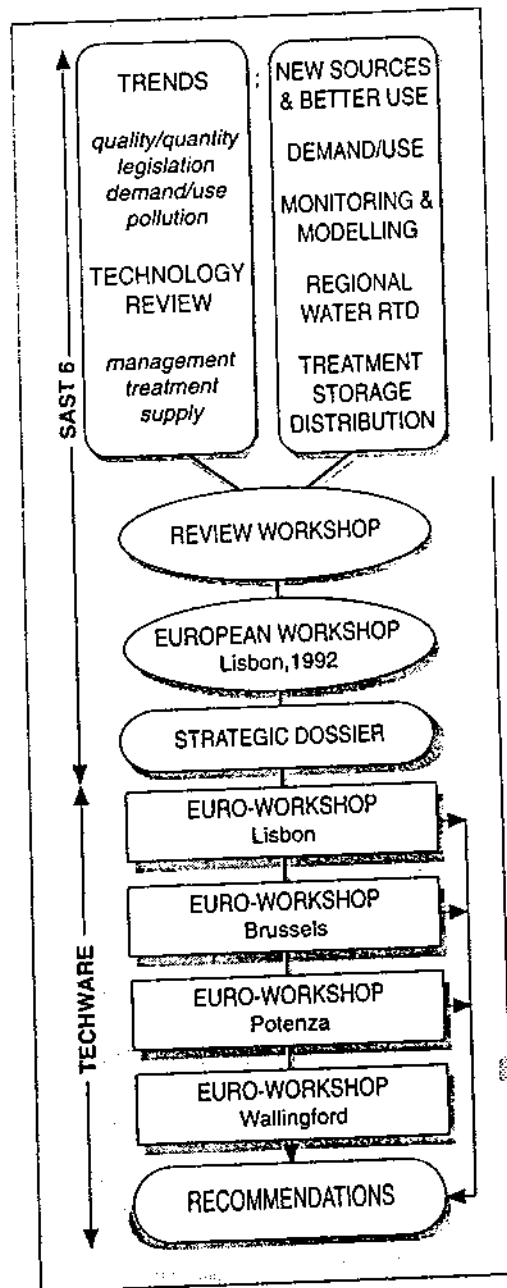 SAST 6
TRENDS
quality/quantity
legislation
demand/use
pollution
TECHNOLOGY
REVIEW
management
treatment
supply
:
NEW SOURCES
& BETTER USE
DEMAND/USE
MONITORING &
MODELLING
REGIONAL
WATER RTD
TREATMENT
STORAGE
DISTRIBUTION
REVIEW WORKSHOP
EUROPEAN WORKSHOP
Lisbon, 1992
STRATEGIC DOSSIER
TECHWARE
EURO-WORKSHOP
Lisbon
EURO-WORKSHOP
Brussels
EURO-WORKSHOP
Potenza
EURO-WORKSHOP
Wallingford
RECOMMENDATIONS